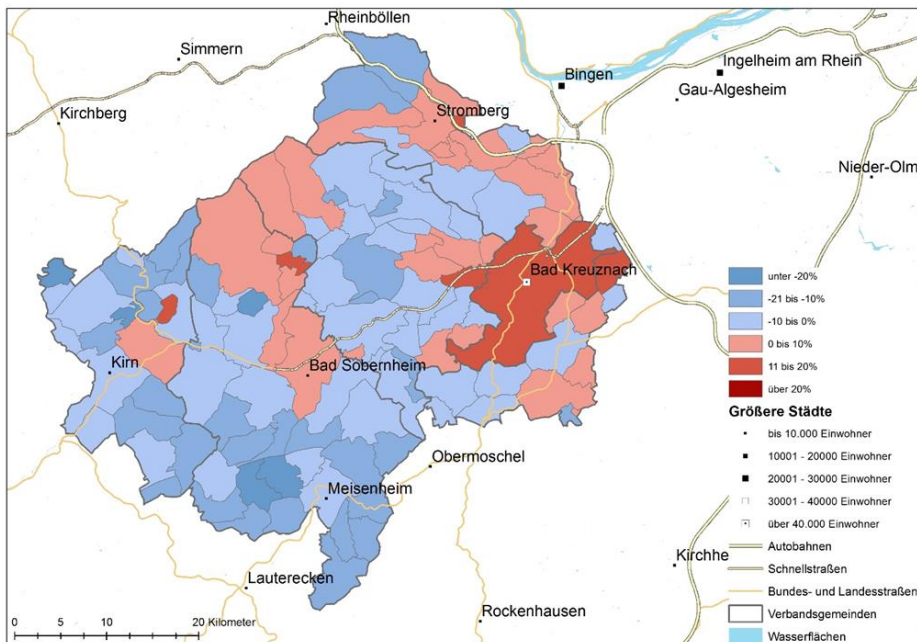 Rheinböllen
Simmern
Ingelheim am Rhein
Bingen
Gau-Algesheim
Kirchberg
Stromberg
Nieder-Olm
Bad Kreuznach
Kirn
Bad Sobernheim
Obermoschel
Meisenheim
Lauterecken
Rockenhausen
Kirchhe
unter -20%
-21 bis -10%
-10 bis 0%
0 bis 10%
11 bis 20%
über 20%
Größere Städte
bis 10.000 Einwohner
10001 - 20000 Einwohner
20001 - 30000 Einwohner
30001 - 40000 Einwohner
über 40.000 Einwohner
Autobahnen
Schnellstraßen
Bundes- und Landesstraßen
Verbandsgemeinden
Wasserflächen
0 5 10 20 Kilometer